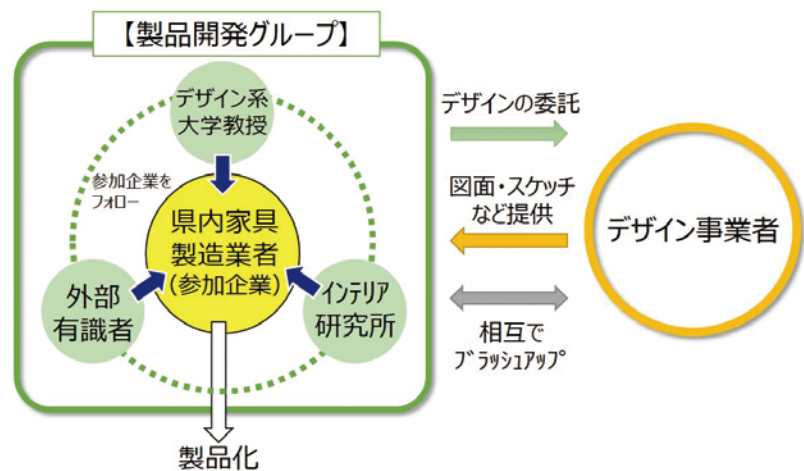 【製品開発グループ】
デザイン系
大学教授
参加企業を
フォロー
県内家具
製造業者
(参加企業)
外部
有識者
ｲﾝﾃﾘｱ
研究所
製品化
デザインの委託
図面・スケッチ
など提供
相互で
ﾌﾞﾗｯｼｭｱｯﾌﾟ
デザイン事業者